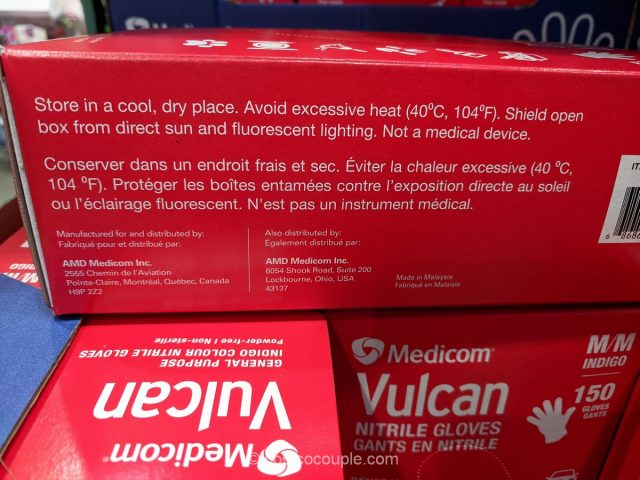 Store in a cool, dry place. Avoid excessive heat (40⁰C, 104⁰F). Shield open
box from direct sun and fluorescent lighting. Not a medical device.
Conserver dans un endroit frais et sec. Éviter la chaleur excessive (40 ⁰C,
104 ⁰F). Protéger les boîtes entamées contre l'exposition directe au soleil
ou l'éclairage fluorescent. N'est pas un instrument médical.
Manufactured for and distributed by:
Fabriqué pour et distribué par:
AMD Medicom Inc.
2555 Chemin de l'Aviation
Pointe-Claire, Montréal, Québec, Canada
H9P 2Z2
Also distributed by:
Également distribué par:
AMD Medicom Inc.
6054 Shook Road, Suite 200
Lockbourne, Ohio, USA
43137
Made in Malaysia
Fabriqué en Malaisie
Medicom
Vulcan
GENERAL PURPOSE
INDIGO COLOUR NITRILE GLOVES
Powder-free / Non-sterile
Medicom®
Vulcan
NITRILE GLOVES
GANTS EN NITRILE
M/M
INDIGO
150
GLOVES
GANTS